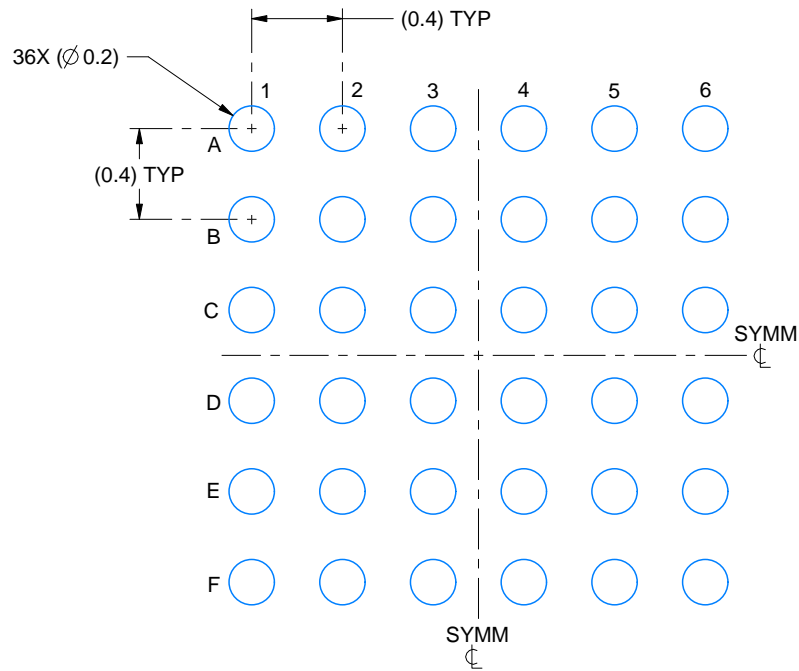 (0.4) TYP
36X (∅ 0.2)
1 2 3 4 5 6
A
(0.4) TYP
B
C
SYMM
℄
D
E
F
SYMM
℄